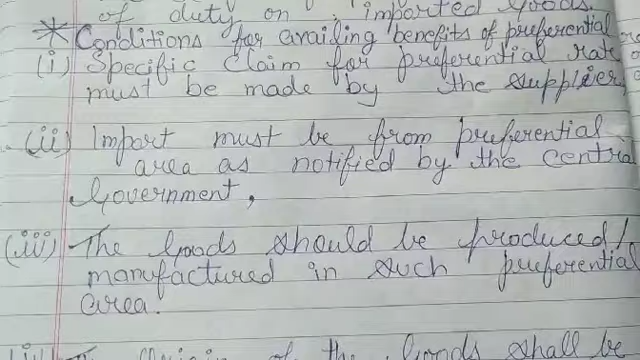 of duty on imported goods.
* Conditions for availing benefits of preferential
(i) Specific Claim for preferential rate
must be made by the supplier
(ii) Import must be from preferential
area as notified by the Central
Government,
(iii) The Goods should be produced/
manufactured in such preferential
area.
of the Goods shall be